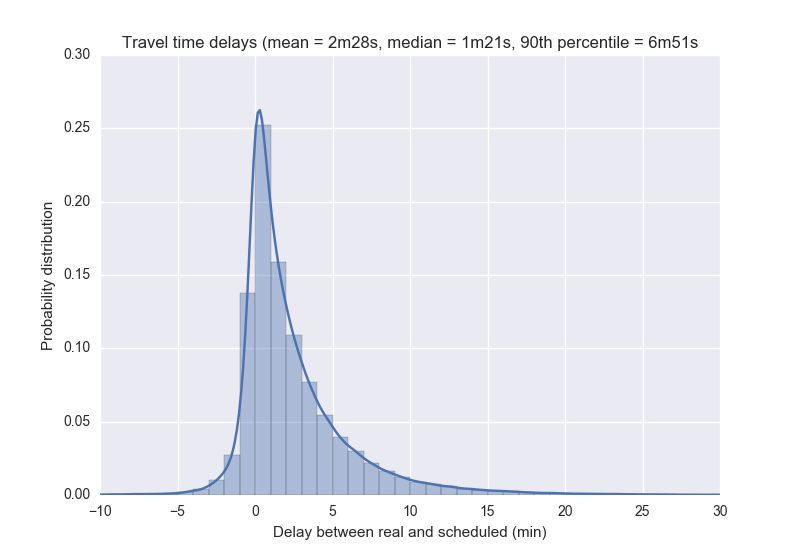 Travel time delays (mean = 2m28s, median = 1m21s, 90th percentile = 6m51s
0.30
0.25
0.20
0.15
0.10
0.05
0.00
Probability distribution
−10 −5 0 5 10 15 20 25 30
Delay between real and scheduled (min)